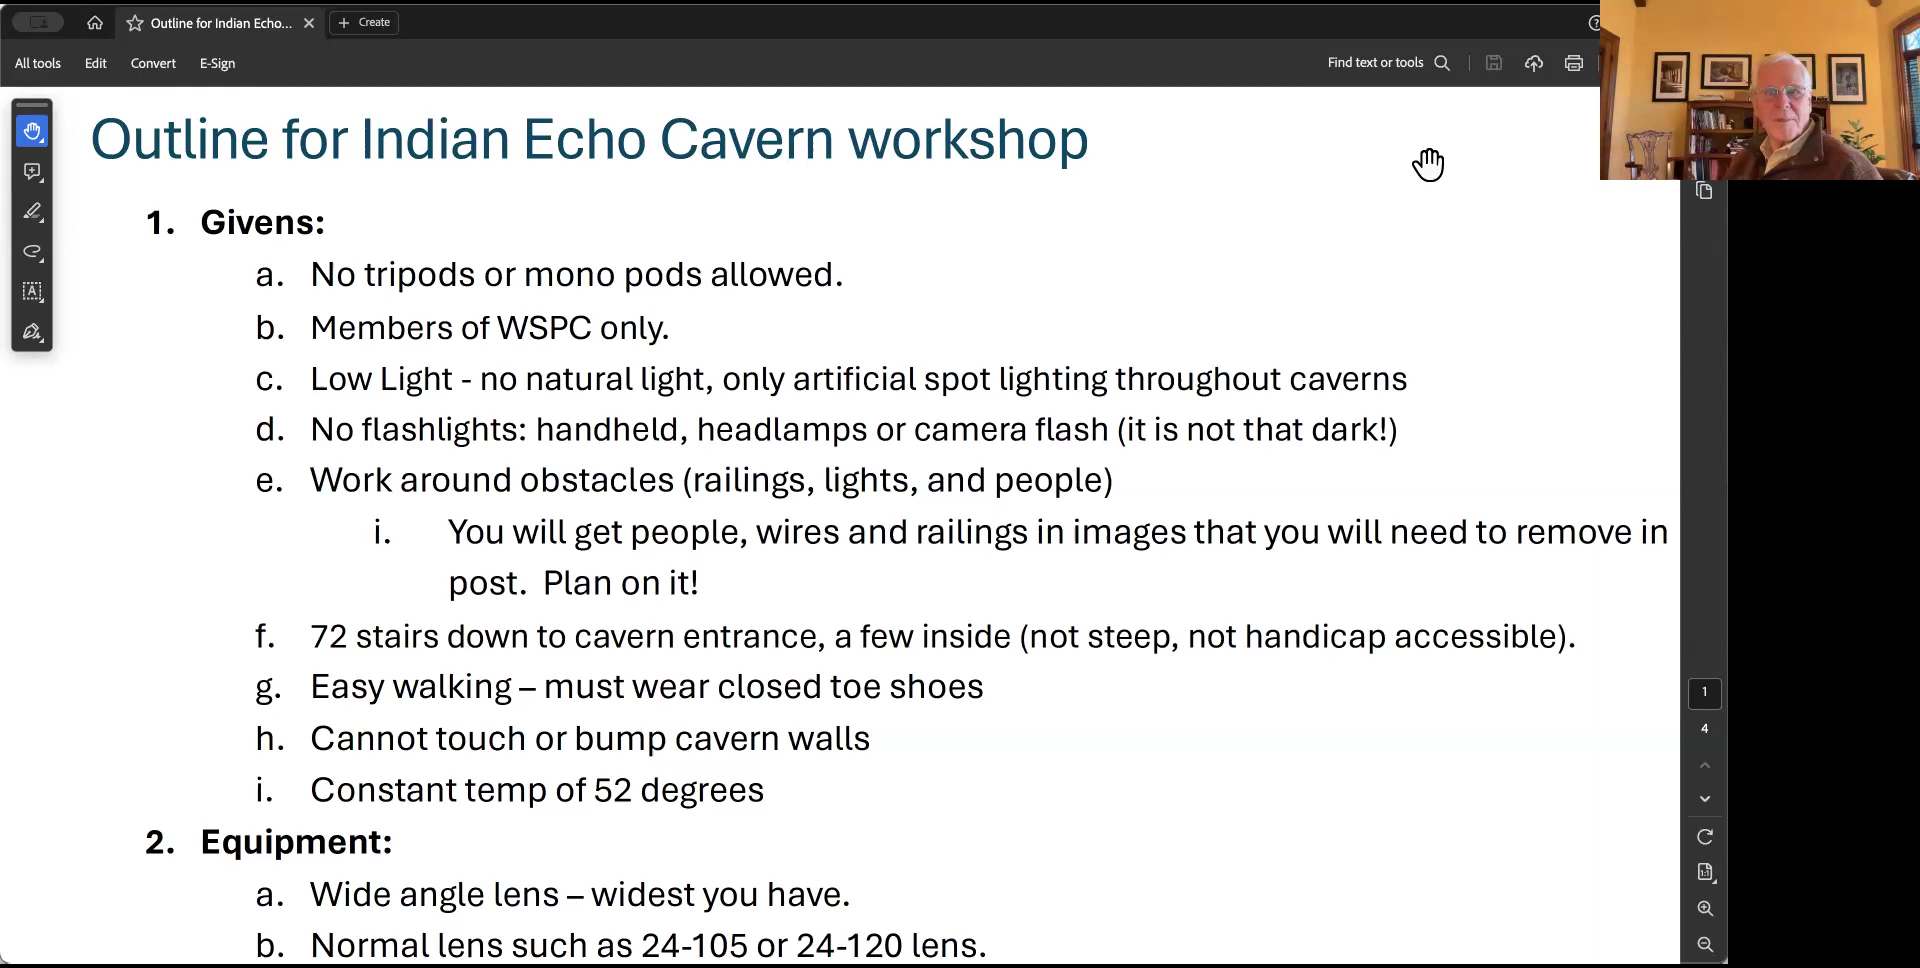 Outline for Indian Echo...
Create
All tools
Edit
Convert
E-Sign
Find text or tools
Outline for Indian Echo Cavern workshop
1. Givens:
a. No tripods or mono pods allowed.
b. Members of WSPC only.
c. Low Light - no natural light, only artificial spot lighting throughout caverns
d. No flashlights: handheld, headlamps or camera flash (it is not that dark!)
e. Work around obstacles (railings, lights, and people)
i. You will get people, wires and railings in images that you will need to remove in
post. Plan on it!
f. 72 stairs down to cavern entrance, a few inside (not steep, not handicap accessible).
g. Easy walking – must wear closed toe shoes
h. Cannot touch or bump cavern walls
i. Constant temp of 52 degrees
2. Equipment:
a. Wide angle lens – widest you have.
b. Normal lens such as 24-105 or 24-120 lens.
1
4